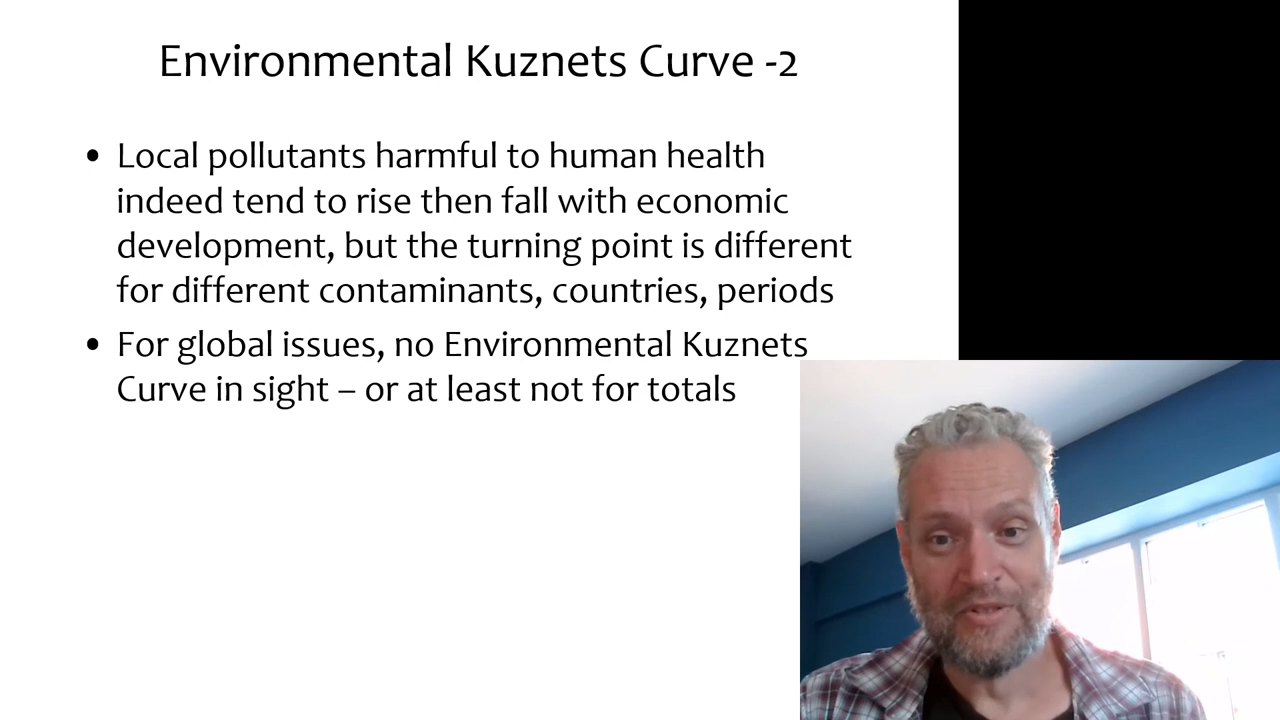 Environmental Kuznets Curve -2
• Local pollutants harmful to human health
indeed tend to rise then fall with economic
development, but the turning point is different
for different contaminants, countries, periods
• For global issues, no Environmental Kuznets
Curve in sight – or at least not for totals